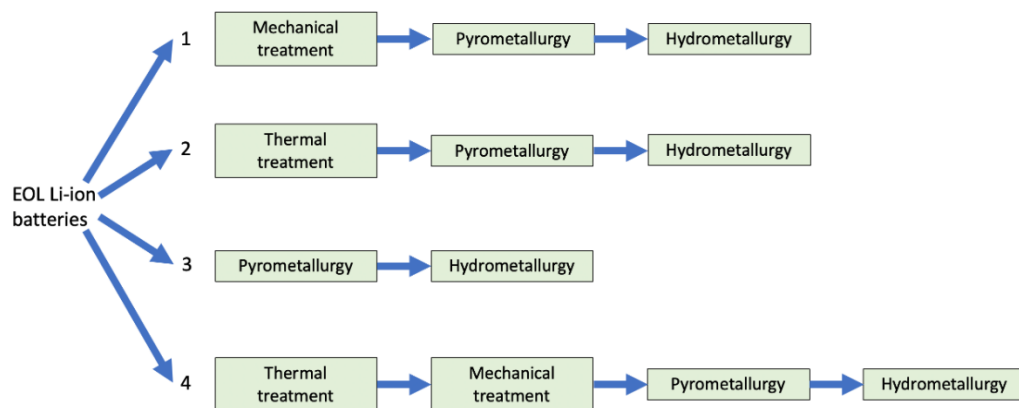 1
Mechanical
treatment
Pyrometallurgy
Hydrometallurgy
2
Thermal
treatment
Pyrometallurgy
Hydrometallurgy
EOL Li-ion
batteries
3
Pyrometallurgy
Hydrometallurgy
4
Thermal
treatment
Mechanical
treatment
Pyrometallurgy
Hydrometallurgy